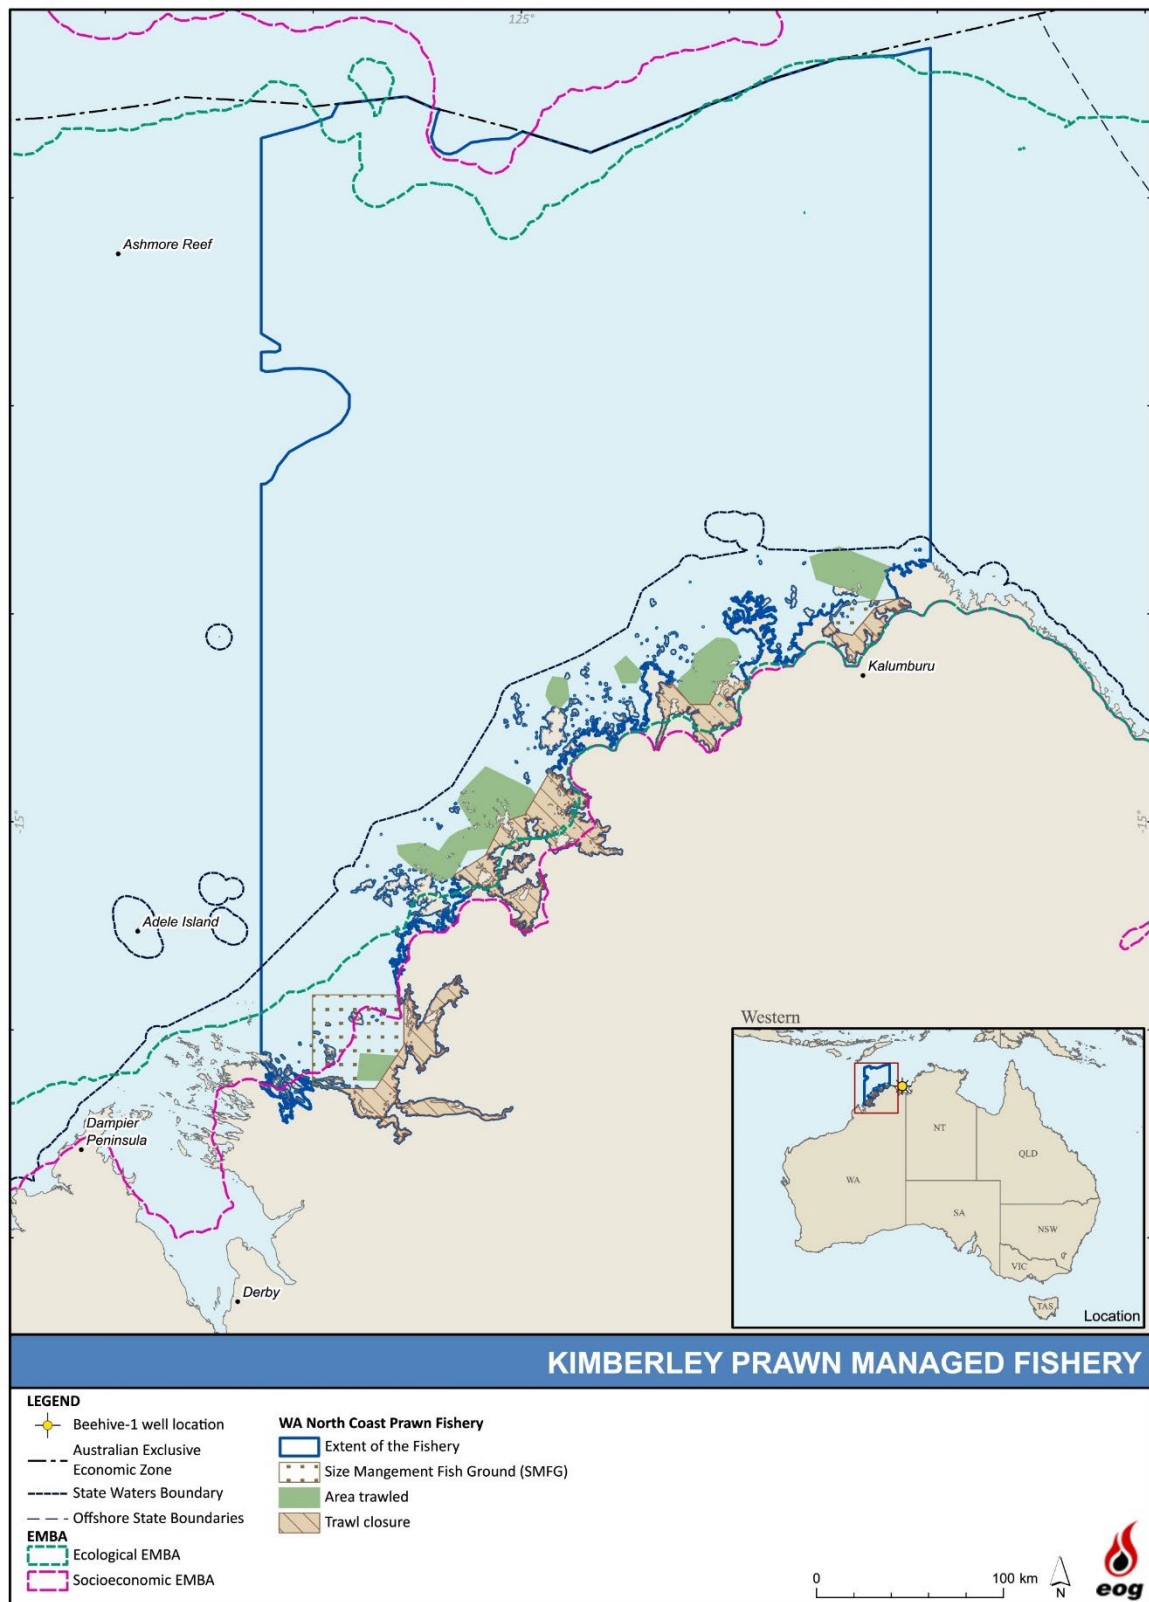 125°
Ashmore Reef
Kalumburu
-15°
-15°
Adele Island
Dampier
Peninsula
Derby
Western
NT
QLD
WA
SA
NSW
VIC
TAS
Location
KIMBERLEY PRAWN MANAGED FISHERY
LEGEND
Beehive-1 well location
Australian Exclusive
Economic Zone
State Waters Boundary
Offshore State Boundaries
EMBA
Ecological EMBA
Socioeconomic EMBA
WA North Coast Prawn Fishery
Extent of the Fishery
Size Mangement Fish Ground (SMFG)
Area trawled
Trawl closure
0 100 km
N
eog